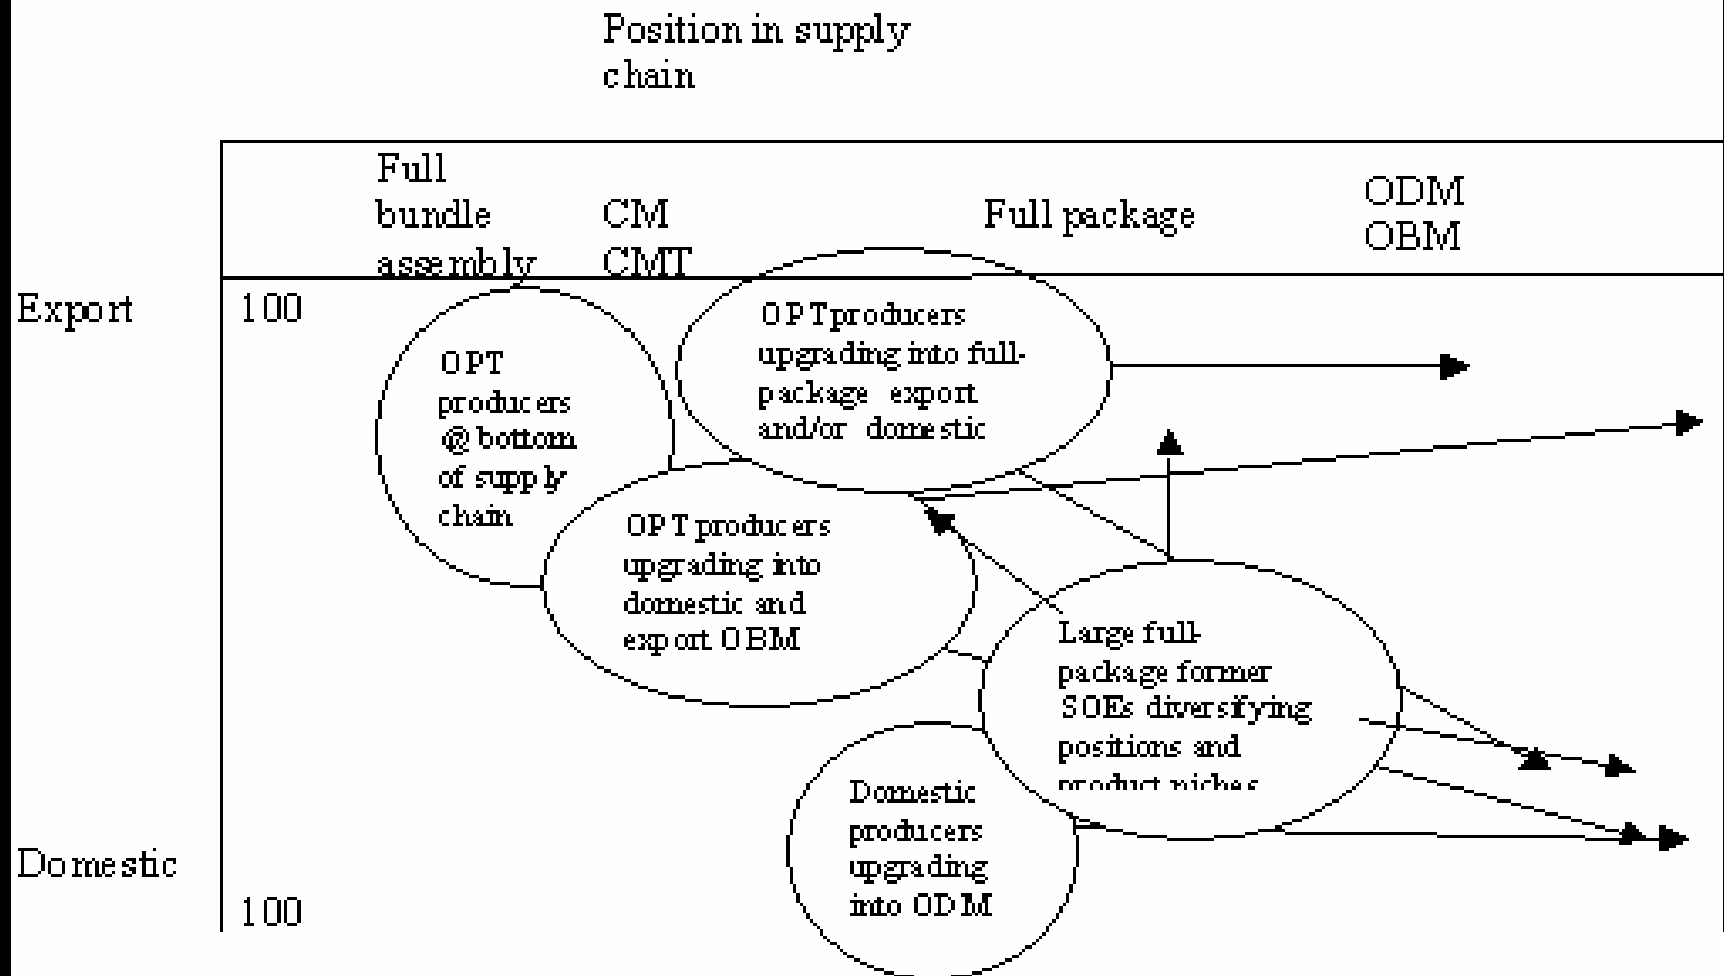 Position in supply
chain
Full
bundle
assembly
CM
CMT
Full package
ODM
OBM
Export
100
OPT
producers
@ bottom
of supply
chain
OPT producers
upgrading into full-
package export
and/or domestic
OPT producers
upgrading into
domestic and
export OBM
Large full-
package former
SOEs diversifying
positions and
product niches
Domestic
producers
upgrading
into ODM
Domestic
100